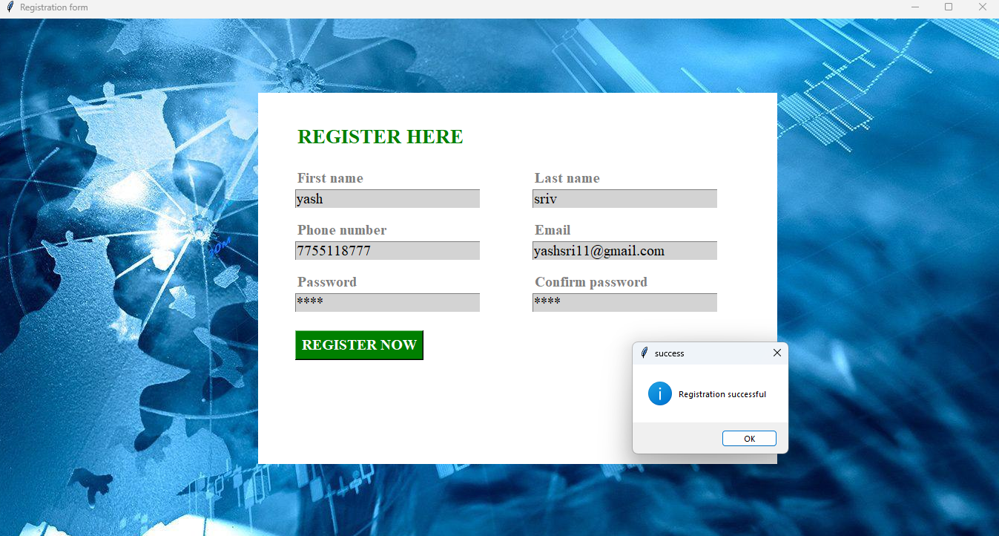 Registration form
REGISTER HERE
First name
Last name
yash
sriv
Phone number
Email
7755118777
yashsri11@gmail.com
Password
Confirm password
****
****
REGISTER NOW
success
Registration successful
OK